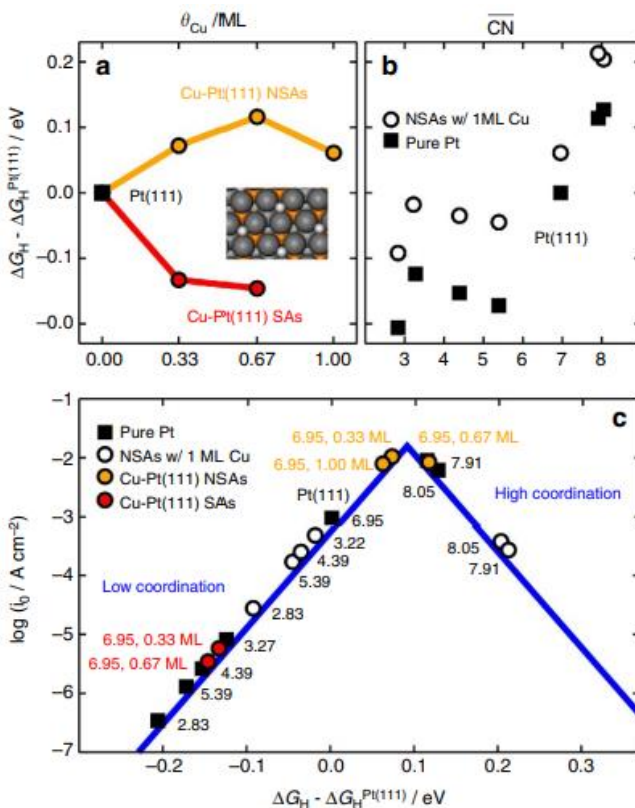 θCu /ML
CN
a
b
0.2
0.1
0.0
−0.1
−0.0
ΔGH - ΔGH^Pt(111) / eV
Cu-Pt(111) NSAs
Pt(111)
Cu-Pt(111) SAs
0.00 0.33 0.67 1.00
NSAs w/ 1ML Cu
Pure Pt
Pt(111)
3 4 5 6 7 8
c
−1
−2
−3
−4
−5
−6
−7
log (i0 / A cm−2)
Pure Pt
NSAs w/ 1 ML Cu
Cu-Pt(111) NSAs
Cu-Pt(111) SAs
6.95, 0.33 ML
6.95, 0.67 ML
6.95, 1.00 ML
7.91
8.05
Pt(111)
6.95
High coordination
3.22
8.05
4.39
7.91
5.39
Low coordination
2.83
6.95, 0.33 ML
3.27
6.95, 0.67 ML
4.39
5.39
2.83
−0.2 −0.1 0.0 0.1 0.2 0.3
ΔGH - ΔGH^Pt(111) / eV